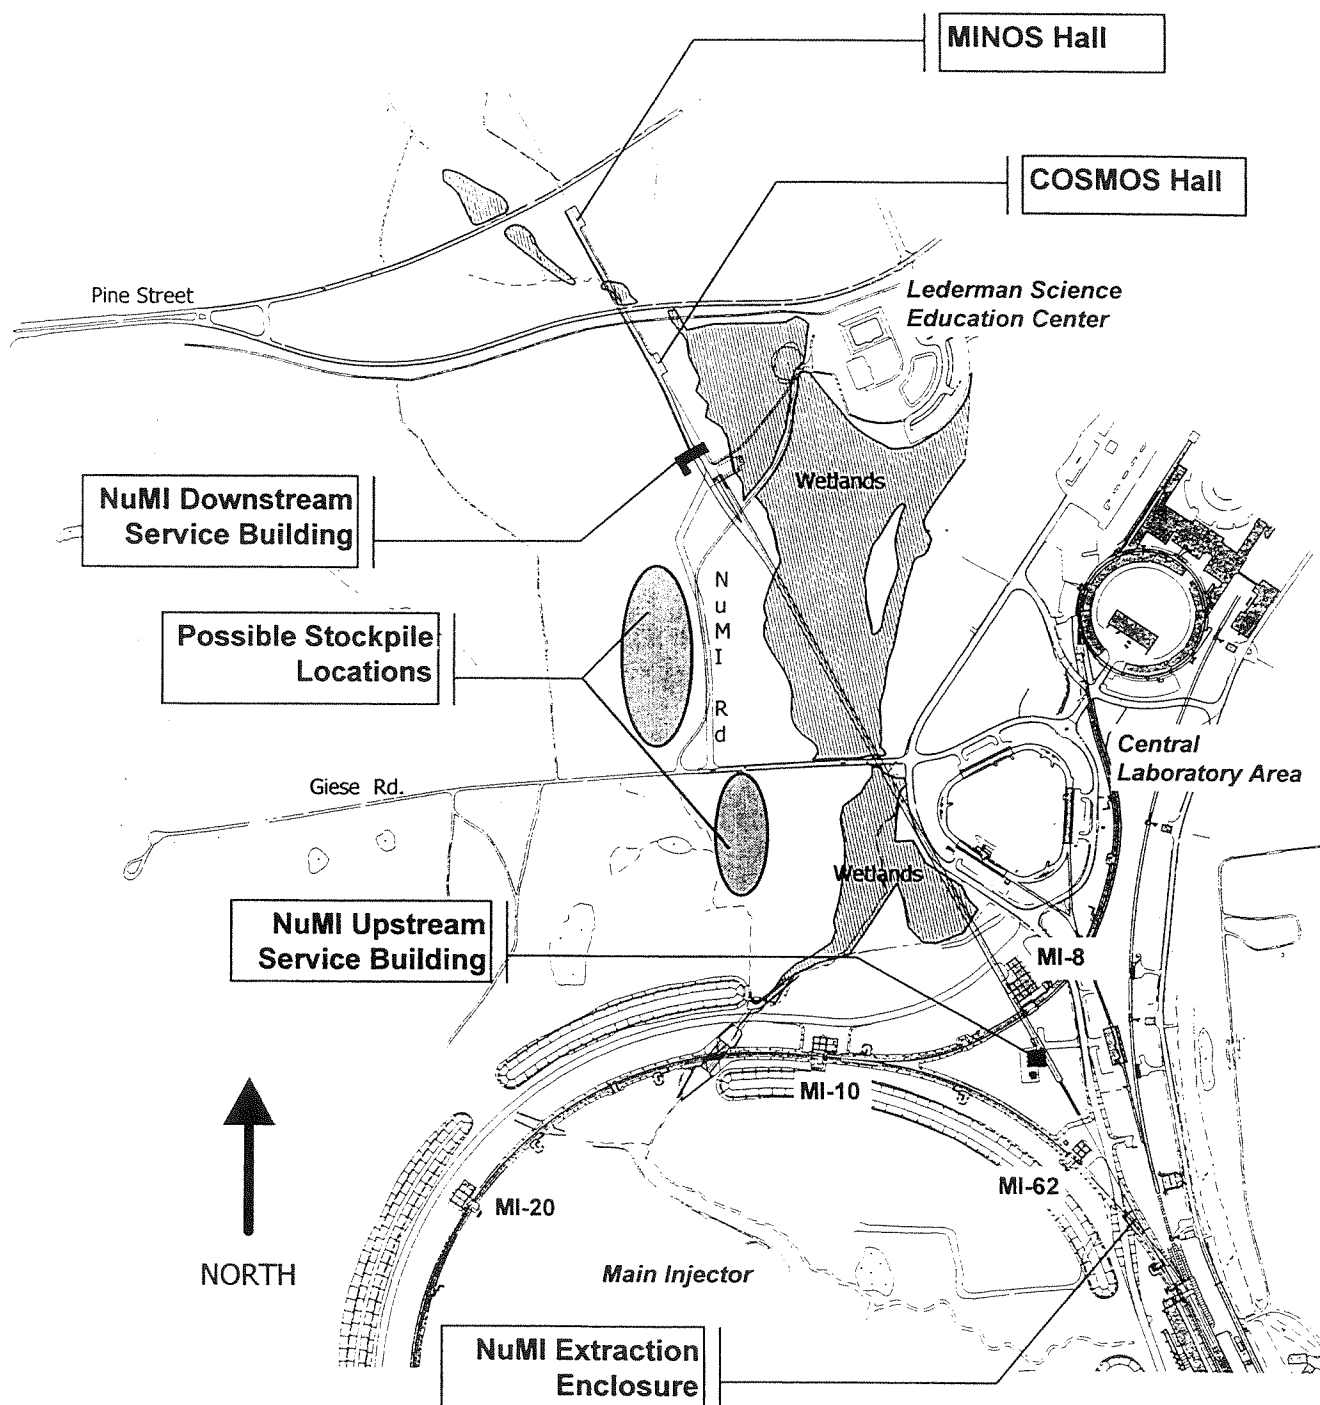 MINOS Hall
COSMOS Hall
Lederman Science
Education Center
Pine Street
Wetlands
NuMI Downstream
Service Building
NuMI Rd
Possible Stockpile
Locations
Central
Laboratory Area
Giese Rd.
Wetlands
NuMI Upstream
Service Building
MI-8
MI-10
MI-62
MI-20
NORTH
Main Injector
NuMI Extraction
Enclosure